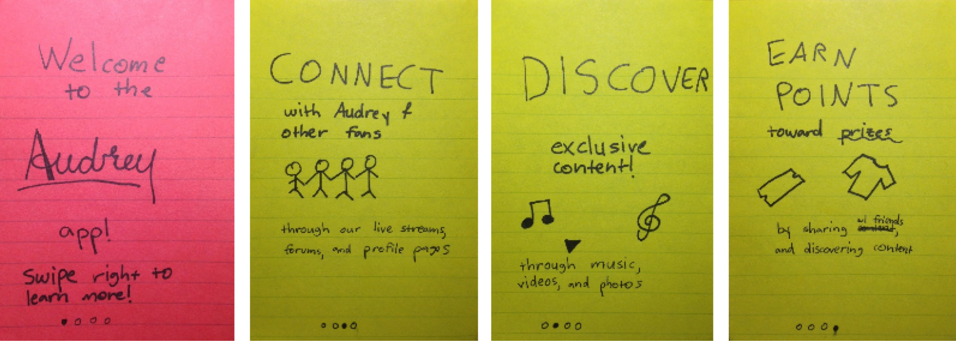 Welcome
to the
Audrey
app!
Swipe right to
learn more!
CONNECT
with Audrey &
other fans
through our live streams,
forums, and profile pages
DISCOVER
exclusive
content!
through music,
videos, and photos
EARN
POINTS
toward prizes
w/ friends
by sharing ,
and discovering content